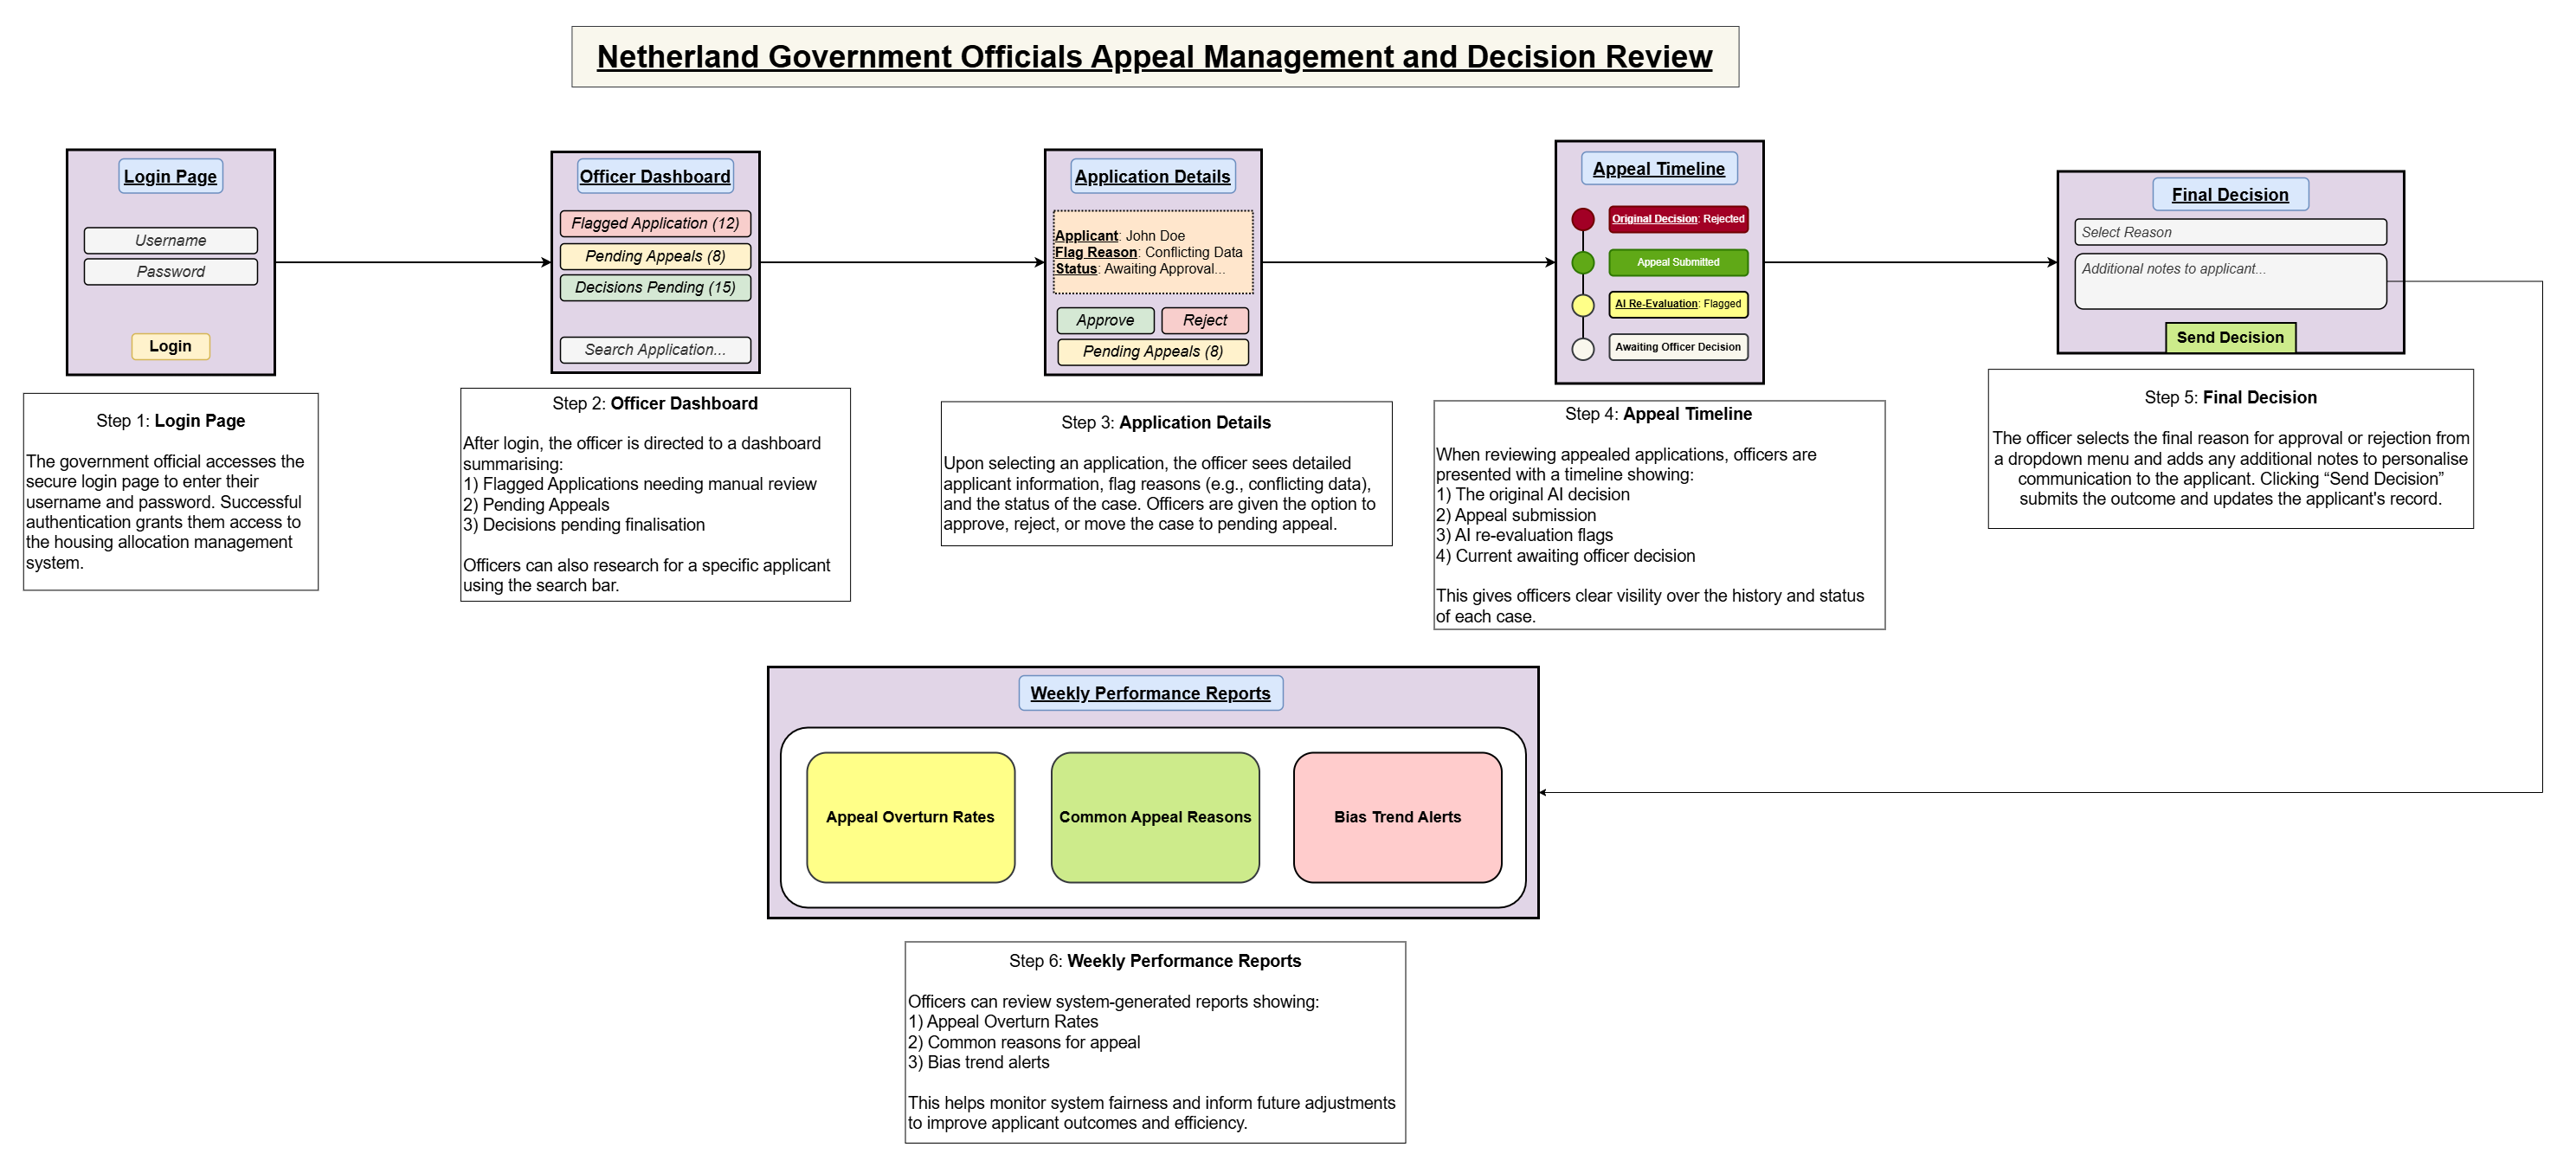 Netherland Government Officials Appeal Management and Decision Review
Login Page
Username
Password
Login
Step 1: Login Page
The government official accesses the
secure login page to enter their
username and password. Successful
authentication grants them access to
the housing allocation management
system.
Officer Dashboard
Flagged Application (12)
Pending Appeals (8)
Decisions Pending (15)
Search Application...
Step 2: Officer Dashboard
After login, the officer is directed to a dashboard
summarising:
1) Flagged Applications needing manual review
2) Pending Appeals
3) Decisions pending finalisation
Officers can also research for a specific applicant
using the search bar.
Application Details
Applicant: John Doe
Flag Reason: Conflicting Data
Status: Awaiting Approval...
Approve
Reject
Pending Appeals (8)
Step 3: Application Details
Upon selecting an application, the officer sees detailed
applicant information, flag reasons (e.g., conflicting data),
and the status of the case. Officers are given the option to
approve, reject, or move the case to pending appeal.
Appeal Timeline
Original Decision: Rejected
Appeal Submitted
AI Re-Evaluation: Flagged
Awaiting Officer Decision
Step 4: Appeal Timeline
When reviewing appealed applications, officers are
presented with a timeline showing:
1) The original AI decision
2) Appeal submission
3) AI re-evaluation flags
4) Current awaiting officer decision
This gives officers clear visility over the history and status
of each case.
Final Decision
Select Reason
Additional notes to applicant...
Send Decision
Step 5: Final Decision
The officer selects the final reason for approval or rejection from
a dropdown menu and adds any additional notes to personalise
communication to the applicant. Clicking “Send Decision”
submits the outcome and updates the applicant's record.
Weekly Performance Reports
Appeal Overturn Rates
Common Appeal Reasons
Bias Trend Alerts
Step 6: Weekly Performance Reports
Officers can review system-generated reports showing:
1) Appeal Overturn Rates
2) Common reasons for appeal
3) Bias trend alerts
This helps monitor system fairness and inform future adjustments
to improve applicant outcomes and efficiency.